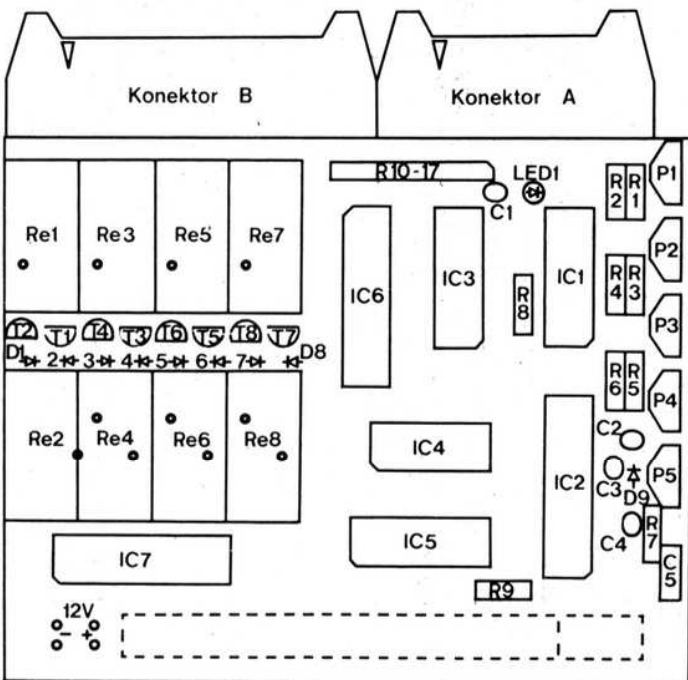 Konektor B Konektor A
R10-17 LED1 R2 R1 P1
C1
Re1 Re3 Re5 Re7 IC6 IC3 R8 IC1 P2
R4 R3
P3
T2 T1 T4 T3 T6 T5 T8 T7
D1 2 3 4 5 6 7 D8
R6 R5 P4
Re2 Re4 Re6 Re8 IC4 C2
IC2 C3 D9 P5
IC7 IC5 C4 R7 C5
R9
12V
- +